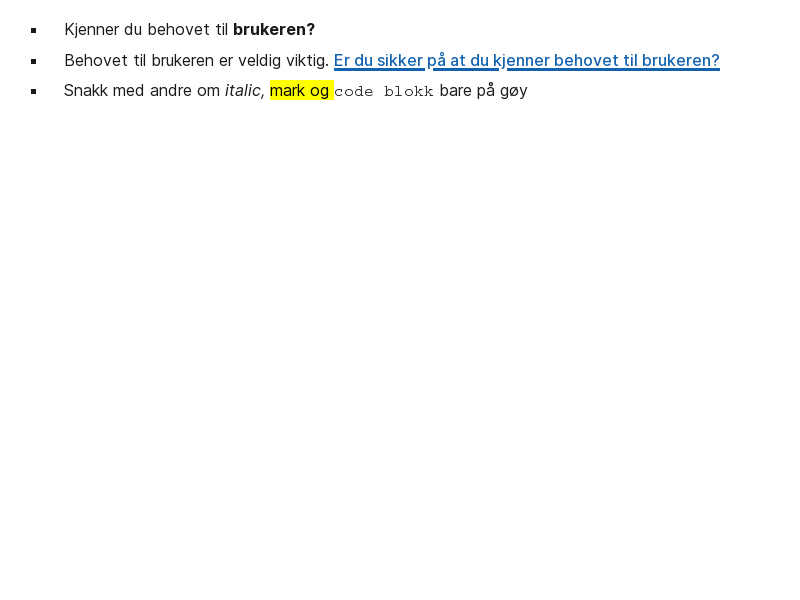 Kjenner du behovet til brukeren?
Behovet til brukeren er veldig viktig. Er du sikker på at du kjenner behovet til brukeren?
Snakk med andre om italic, mark og code blokk bare på gøy